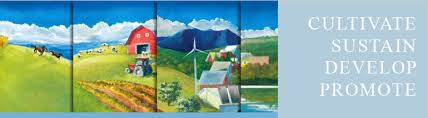 CULTIVATE
SUSTAIN
DEVELOP
PROMOTE